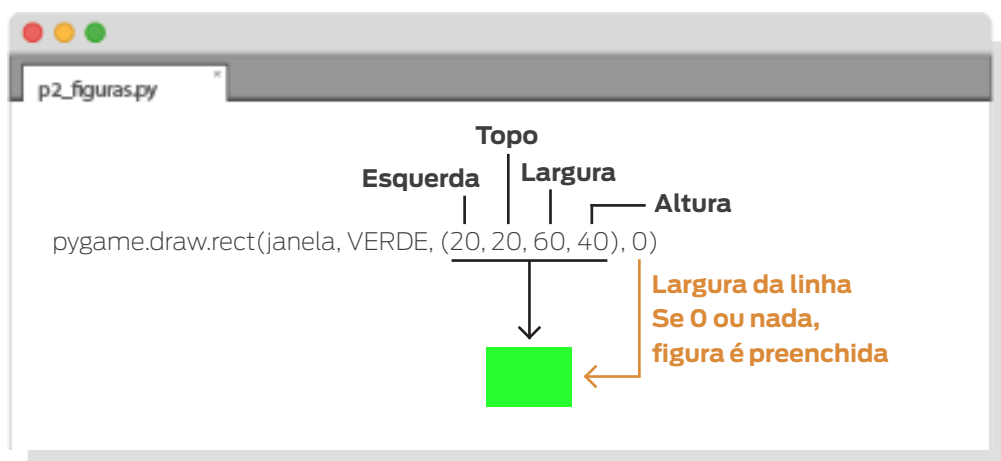 p2_figuras.py ×
Topo
Esquerda Largura
Altura
pygame.draw.rect(janela, VERDE, (20, 20, 60, 40), 0)
Largura da linha
Se 0 ou nada,
figura é preenchida